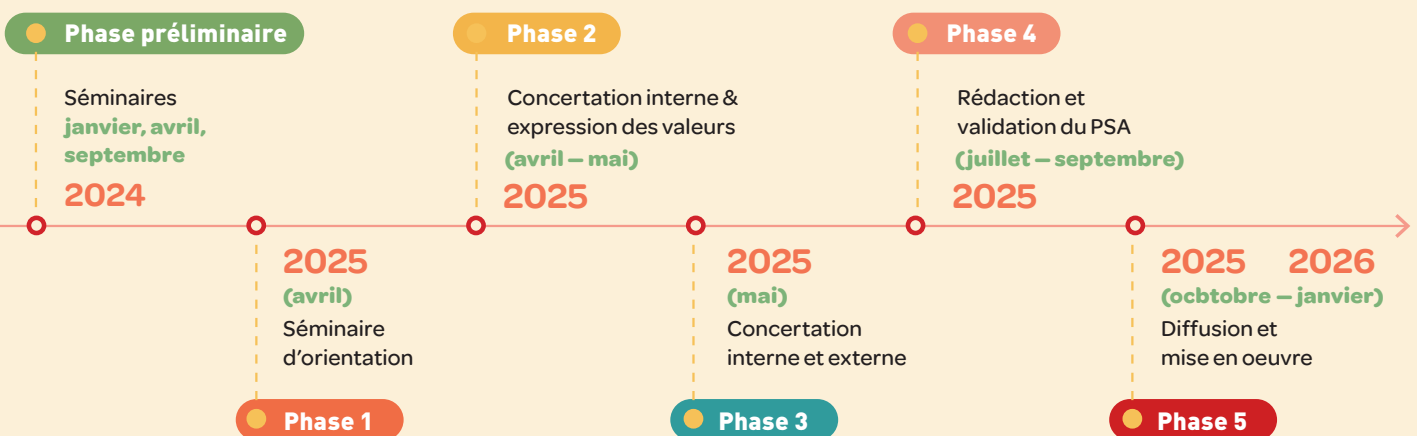 Phase préliminaire
Séminaires
janvier, avril,
septembre
2024
2025
(avril)
Séminaire
d'orientation
Phase 1
Phase 2
Concertation interne &
expression des valeurs
(avril – mai)
2025
2025
(mai)
Concertation
interne et externe
Phase 3
Phase 4
Rédaction et
validation du PSA
(juillet – septembre)
2025
2025 2026
(ocbtobre – janvier)
Diffusion et
mise en oeuvre
Phase 5